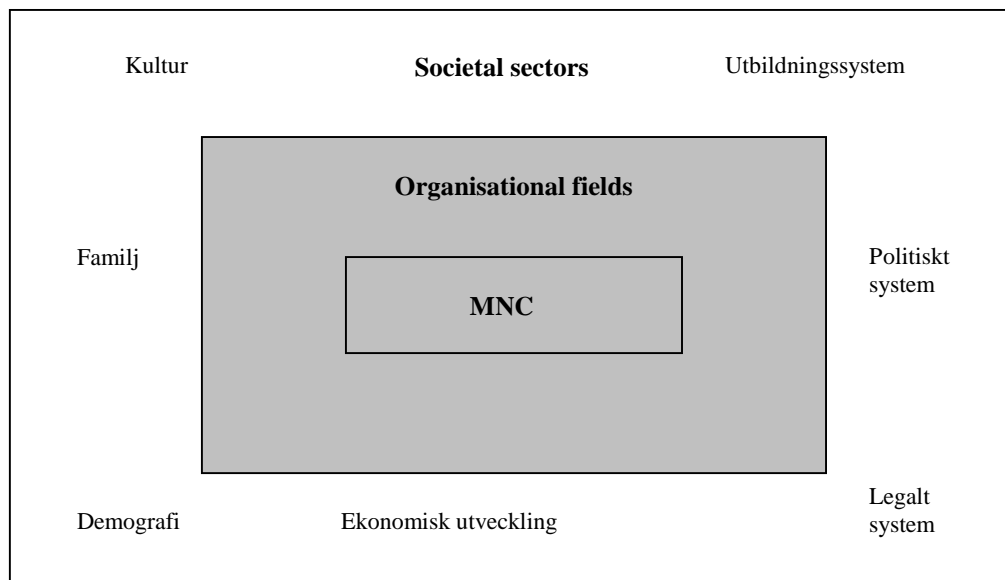 Kultur
Societal sectors
Utbildningssystem
Organisational fields
Familj
MNC
Politiskt
system
Demografi
Ekonomisk utveckling
Legalt
system